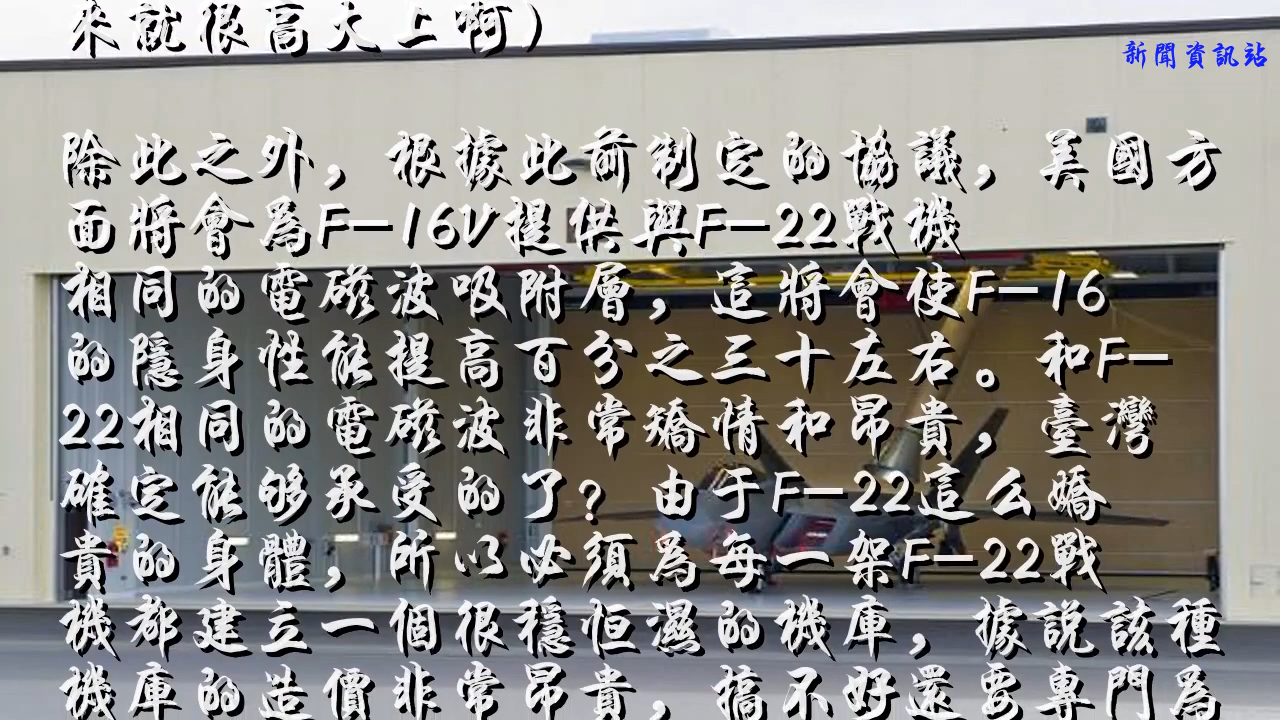 來就很高大上啊）
新聞資訊站
除此之外，根據此前制定的協議，美國方
面將會為F-16V提供與F-22戰機
相同的電磁波吸附層，這將會使F-16
的隱身性能提高百分之三十左右。和F-
22相同的電磁波非常矯情和昂貴，臺灣
確定能够承受的了？由于F-22這么嬌
貴的身體，所以必須為每一架F-22戰
機都建立一個很穩恒濕的機庫，據説該種
機庫的造價非常昂貴，搞不好還要專門為